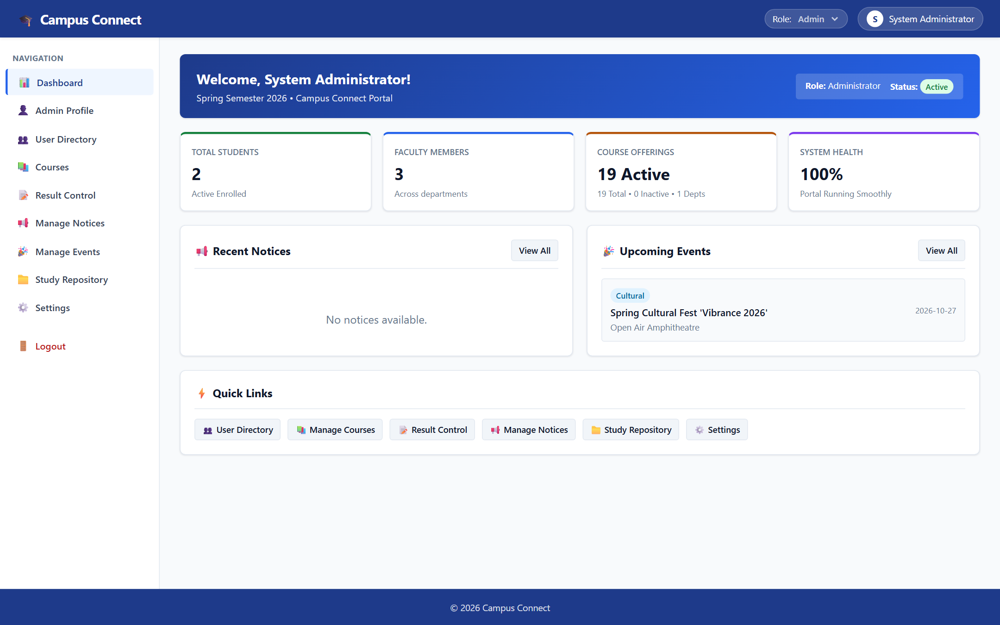 Campus Connect
Role: Admin
S System Administrator
NAVIGATION
Dashboard
Admin Profile
User Directory
Courses
Result Control
Manage Notices
Manage Events
Study Repository
Settings
Logout
Welcome, System Administrator!
Spring Semester 2026 • Campus Connect Portal
Role: Administrator Status: Active
TOTAL STUDENTS
2
Active Enrolled
FACULTY MEMBERS
3
Across departments
COURSE OFFERINGS
19 Active
19 Total • 0 Inactive • 1 Depts
SYSTEM HEALTH
100%
Portal Running Smoothly
Recent Notices
View All
No notices available.
Upcoming Events
View All
Cultural
Spring Cultural Fest 'Vibrance 2026'
2026-10-27
Open Air Amphitheatre
Quick Links
User Directory
Manage Courses
Result Control
Manage Notices
Study Repository
Settings
© 2026 Campus Connect